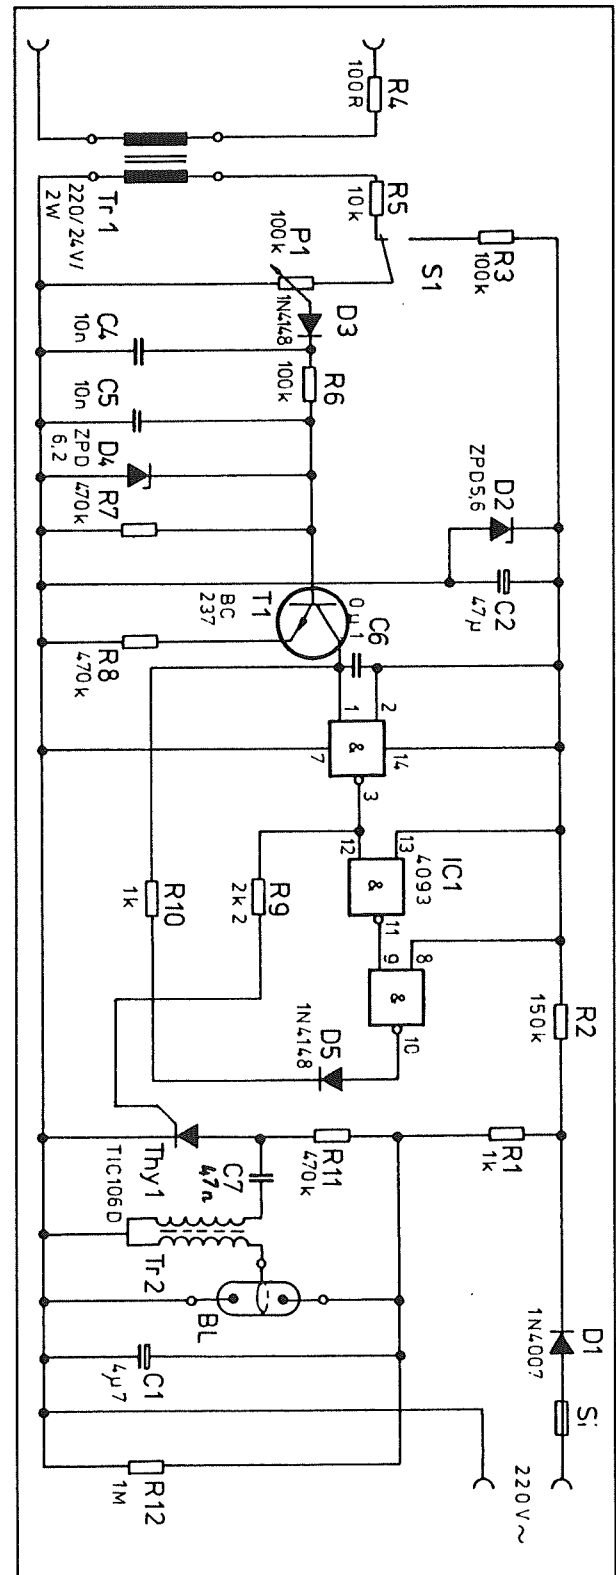 R4
100R
Tr1
220/24V/
2W
R5
10k
S1
R3
100k
P1
100k
D3
1N4148
R6
100k
C4
10n
C5
10n
D4
ZPD
6,2
R7
470k
D2
ZPD5,6
C2
47µ
T1
BC
237
C6
0µ1
R8
470k
1
2
&
7
14
3
IC1
4093
12
13
&
11
9
8
&
10
R9
2k2
R10
1k
D5
1N4148
R2
150k
R1
1k
R11
470k
Thy1
TIC106D
C7
47n
Tr2
BL
D1
1N4007
Si
220V~
C1
4µ7
R12
1M